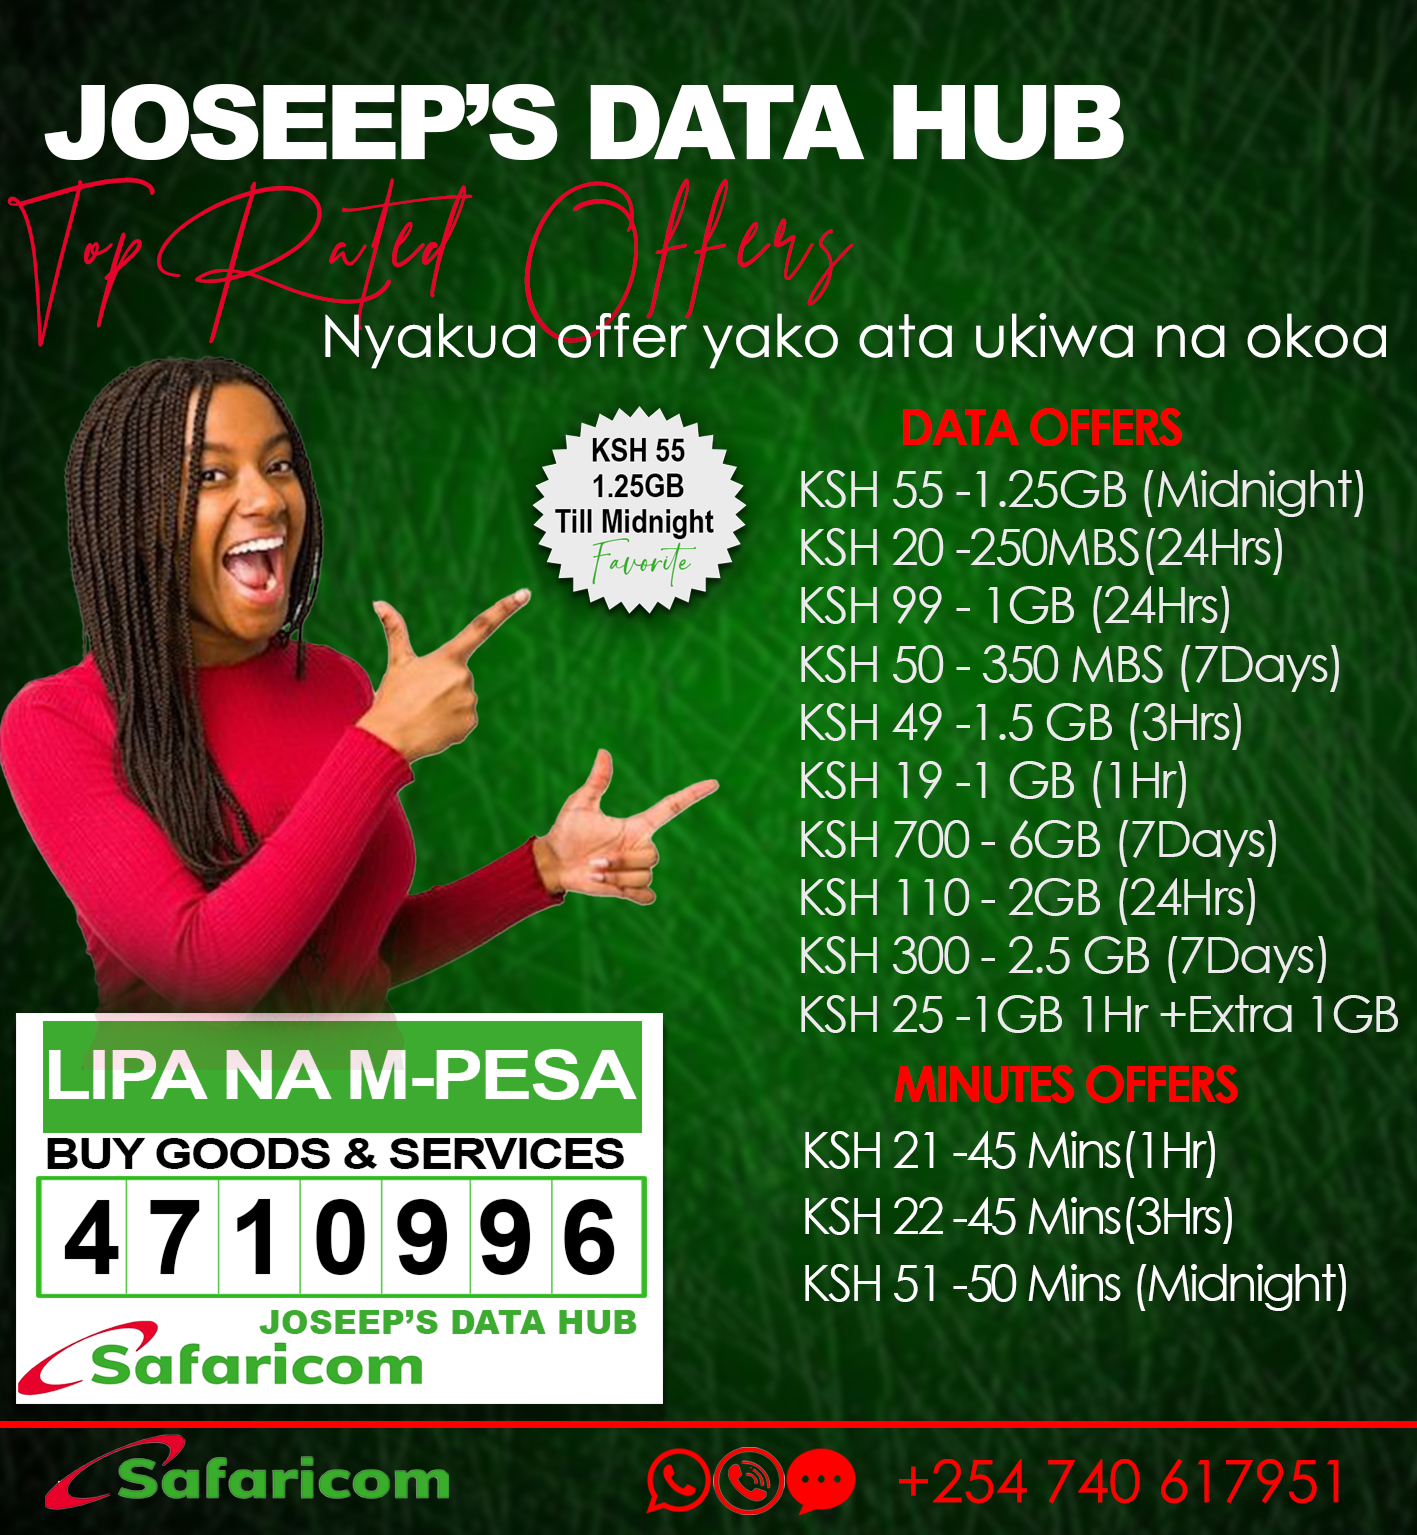 JOSEEP'S DATA HUB
Top Rated Offers
Nyakua offer yako ata ukiwa na okoa
KSH 55
1.25GB
Till Midnight
Favorite
DATA OFFERS
KSH 55 -1.25GB (Midnight)
KSH 20 -250MBS(24Hrs)
KSH 99 - 1GB (24Hrs)
KSH 50 - 350 MBS (7Days)
KSH 49 -1.5 GB (3Hrs)
KSH 19 -1 GB (1Hr)
KSH 700 - 6GB (7Days)
KSH 110 - 2GB (24Hrs)
KSH 300 - 2.5 GB (7Days)
KSH 25 -1GB 1Hr +Extra 1GB
MINUTES OFFERS
KSH 21 -45 Mins(1Hr)
KSH 22 -45 Mins(3Hrs)
KSH 51 -50 Mins (Midnight)
LIPA NA M-PESA
BUY GOODS & SERVICES
4710996
JOSEEP'S DATA HUB
Safaricom
Safaricom
+254 740 617951